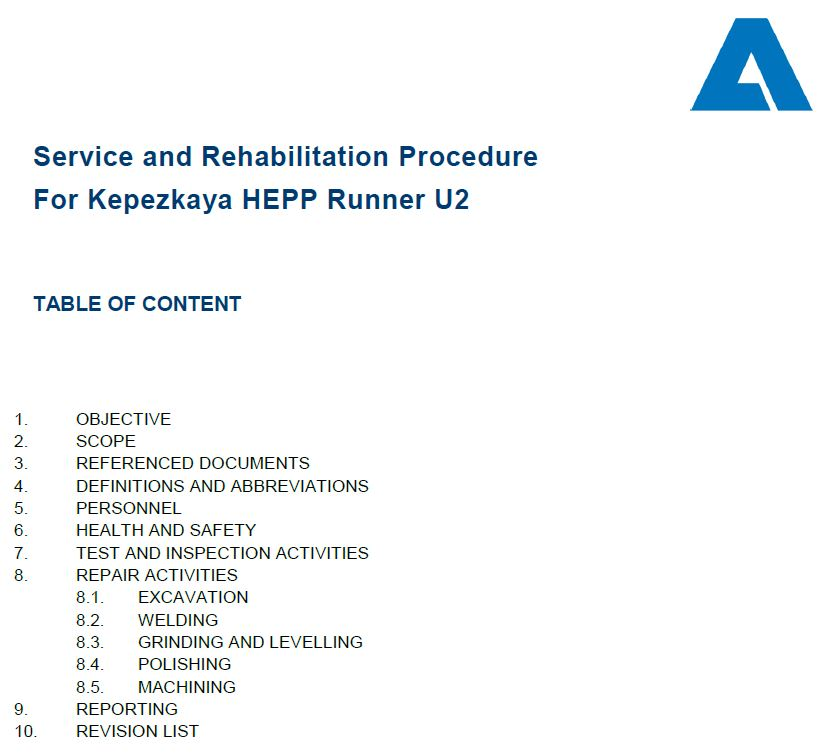 Service and Rehabilitation Procedure
For Kepezkaya HEPP Runner U2
TABLE OF CONTENT
1. OBJECTIVE
2. SCOPE
3. REFERENCED DOCUMENTS
4. DEFINITIONS AND ABBREVIATIONS
5. PERSONNEL
6. HEALTH AND SAFETY
7. TEST AND INSPECTION ACTIVITIES
8. REPAIR ACTIVITIES
8.1. EXCAVATION
8.2. WELDING
8.3. GRINDING AND LEVELLING
8.4. POLISHING
8.5. MACHINING
9. REPORTING
10. REVISION LIST